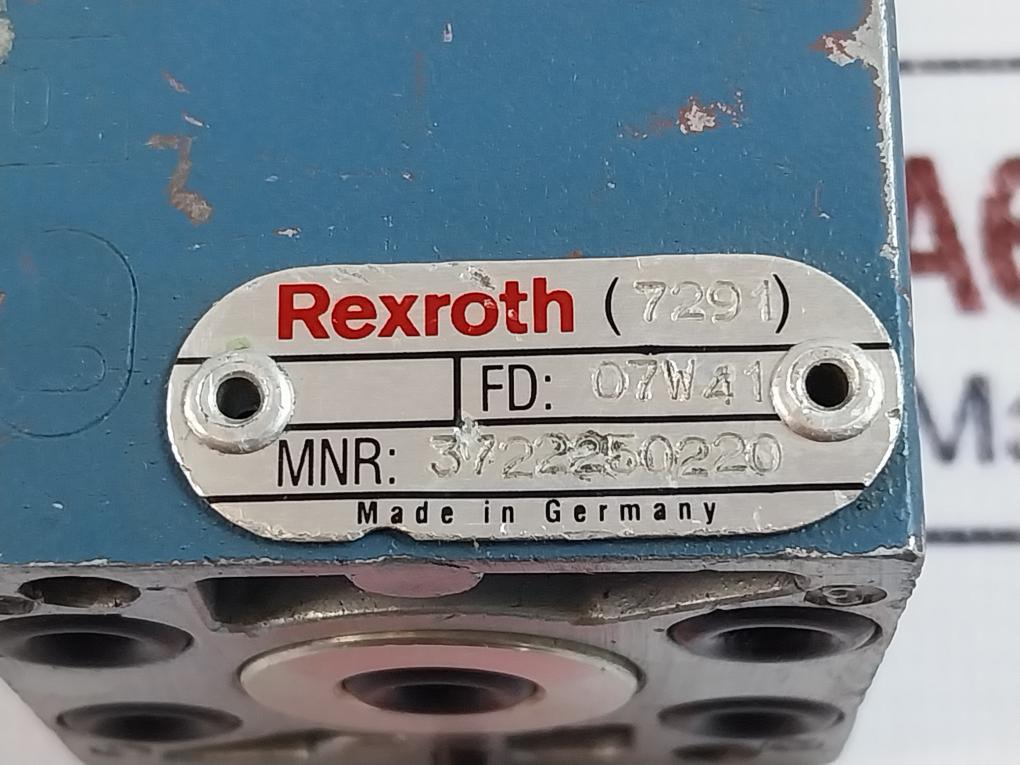 Rexroth (7291)
FD: 07W41
MNR: 3722250220
Made in Germany